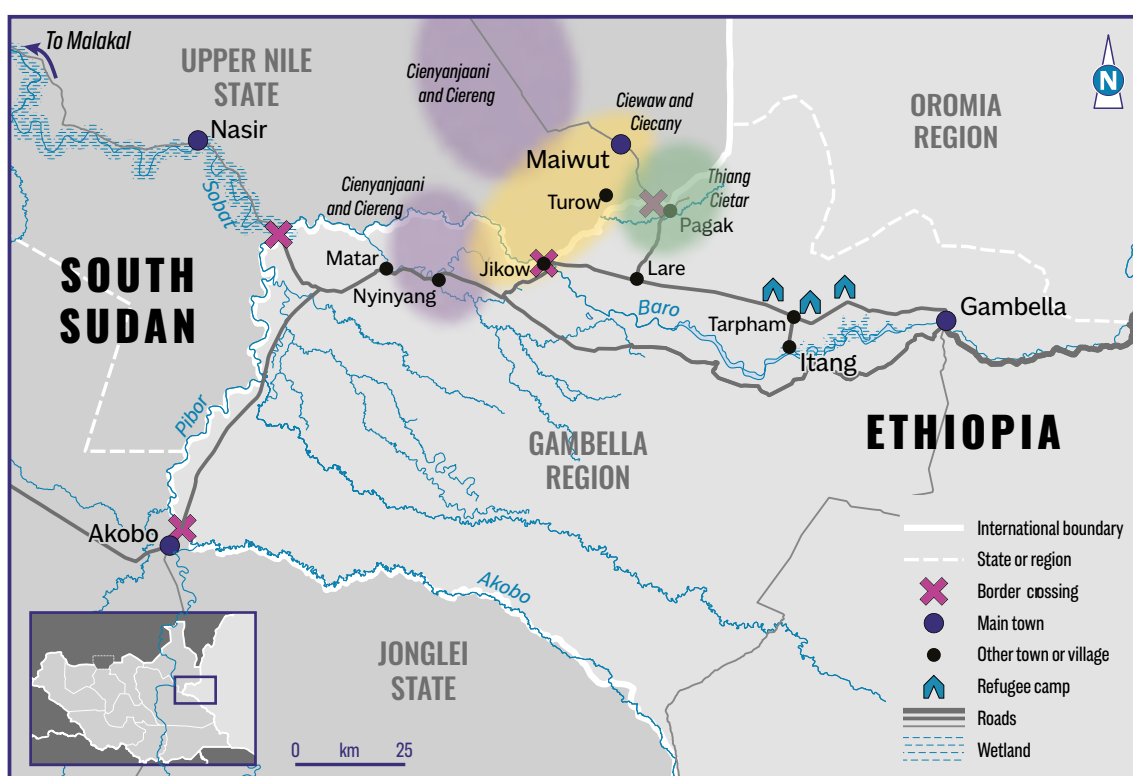 To Malakal
UPPER NILE
STATE
Cienyanjaani
and Ciereng
Ciewaw and
Ciecany
OROMIA
REGION
N
Nasir
Maiwut
Sobat
Cienyanjaani
and Ciereng
Turow
Thiang
Cietar
Pagak
SOUTH
SUDAN
Matar
Jikow
Lare
Nyinyang
Baro
Tarpham
Gambella
Itang
Pibor
GAMBELLA
REGION
ETHIOPIA
Akobo
Akobo
JONGLEI
STATE
International boundary
State or region
Border crossing
Main town
Other town or village
Refugee camp
Roads
Wetland
0 km 25